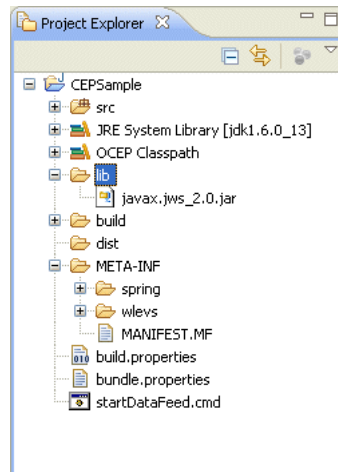 Project Explorer
CEPSample
src
JRE System Library [jdk1.6.0_13]
OCEP Classpath
lib
javax.jws_2.0.jar
build
dist
META-INF
spring
wlevs
MANIFEST.MF
build.properties
bundle.properties
startDataFeed.cmd